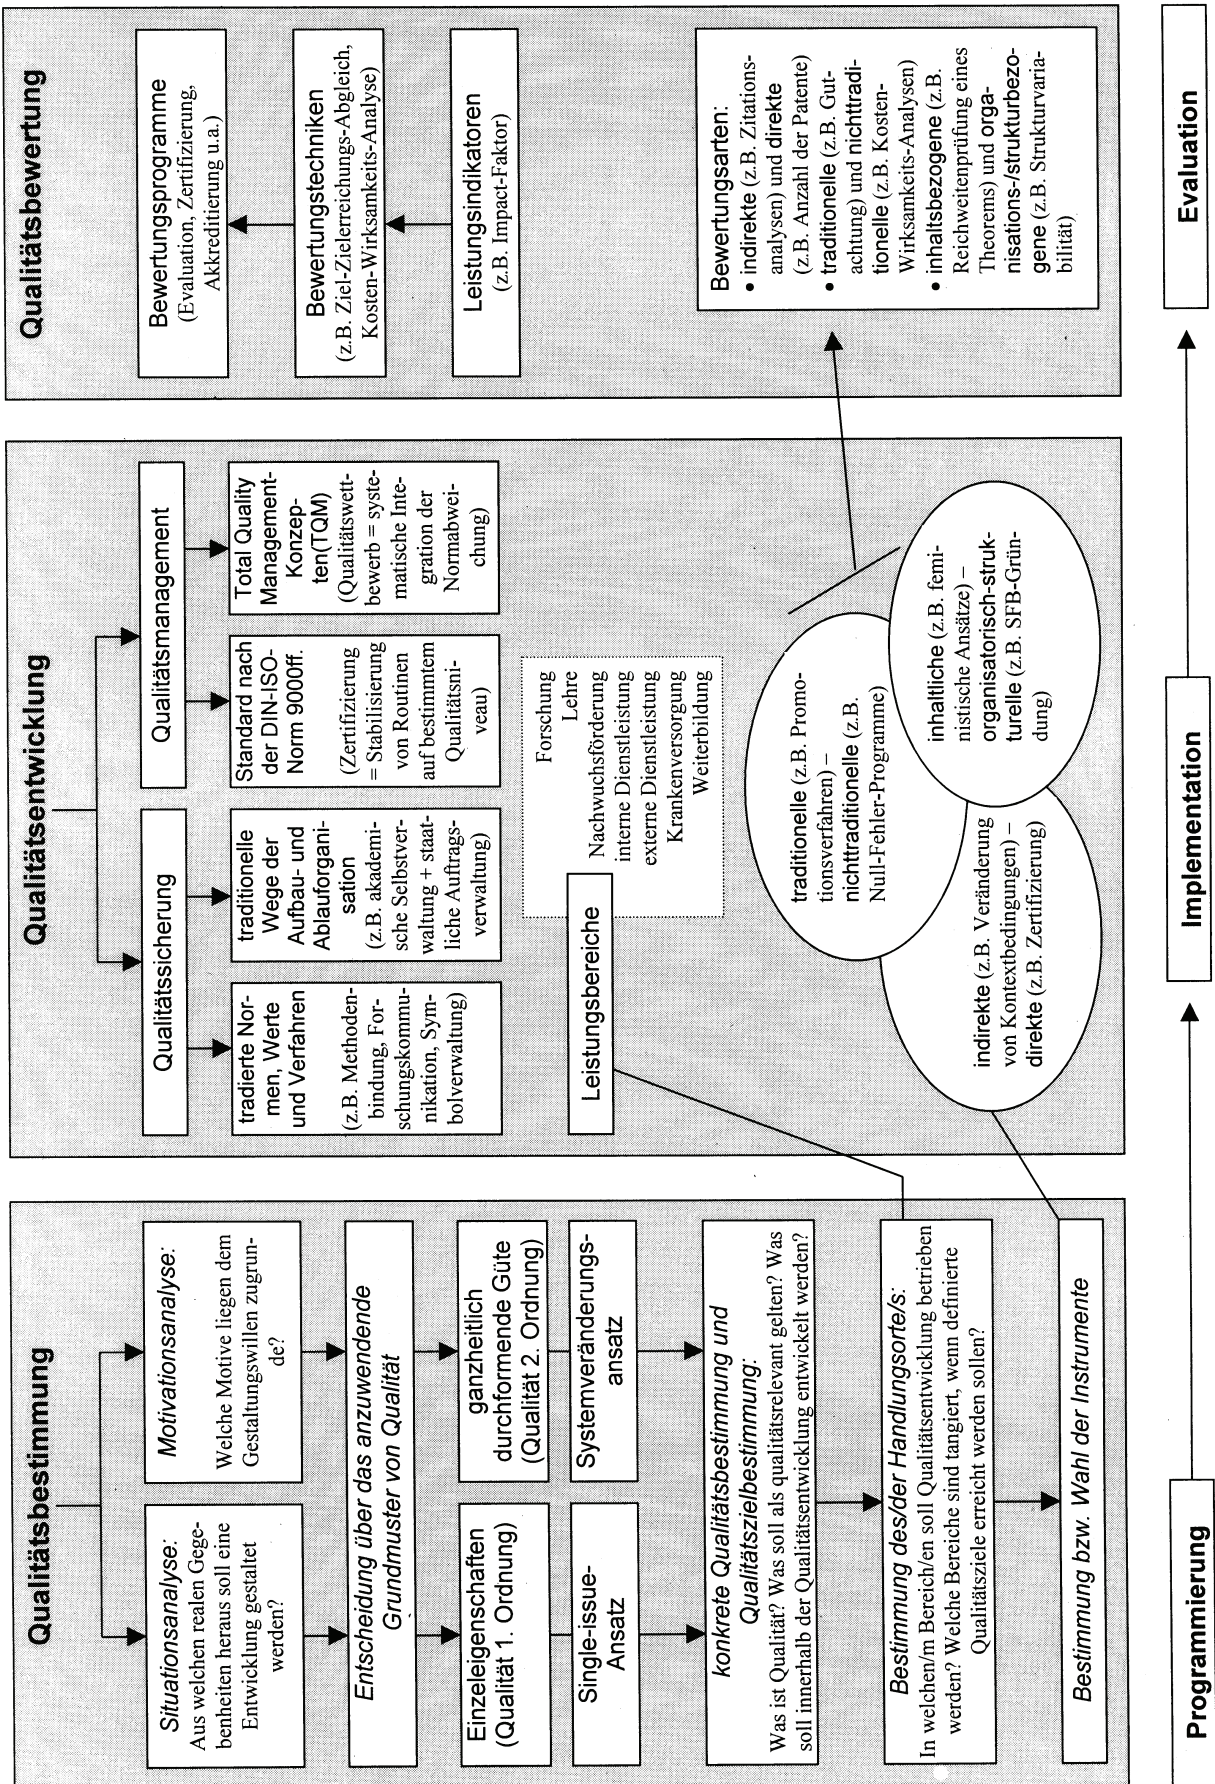 Qualitätsbestimmung
Situationsanalyse:
Aus welchen realen Gege-
benheiten heraus soll eine
Entwicklung gestaltet
werden?
Motivationsanalyse:
Welche Motive liegen dem
Gestaltungswillen zugrun-
de?
Entscheidung über das anzuwendende
Grundmuster von Qualität
Einzeleigenschaften
(Qualität 1. Ordnung)
ganzheitlich
durchformende Güte
(Qualität 2. Ordnung)
Single-issue-
Ansatz
Systemveränderungs-
ansatz
konkrete Qualitätsbestimmung und
Qualitätszielbestimmung:
Was ist Qualität? Was soll als qualitätsrelevant gelten? Was
soll innerhalb der Qualitätsentwicklung entwickelt werden?
Bestimmung des/der Handlungsorte/s:
In welchen/m Bereich/en soll Qualitätsentwicklung betrieben
werden? Welche Bereiche sind tangiert, wenn definierte
Qualitätsziele erreicht werden sollen?
Bestimmung bzw. Wahl der Instrumente
Qualitätsentwicklung
Qualitätssicherung
Qualitätsmanagement
tradierte Nor-
men, Werte
und Verfahren
(z.B. Methoden-
bindung, For-
schungskommu-
nikation, Sym-
bolverwaltung)
traditionelle
Wege der
Aufbau- und
Ablauforgani-
sation
(z.B. akademi-
sche Selbstver-
waltung + staat-
liche Auftrags-
verwaltung)
Standard nach
der DIN-ISO-
Norm 9000ff.
(Zertifizierung
= Stabilisierung
von Routinen
auf bestimmtem
Qualitätsni-
veau)
Total Quality
Management-
Konzep-
ten(TQM)
(Qualitätswett-
bewerb = syste-
matische Inte-
gration der
Normabwei-
chung)
Leistungsbereiche
Forschung
Lehre
Nachwuchsförderung
interne Dienstleistung
externe Dienstleistung
Krankenversorgung
Weiterbildung
traditionelle (z.B. Promo-
tionsverfahren) –
nichttraditionelle (z.B.
Null-Fehler-Programme)
inhaltliche (z.B. femi-
nistische Ansätze) –
organisatorisch-struk-
turelle (z.B. SFB-Grün-
dung)
indirekte (z.B. Veränderung
von Kontextbedingungen) –
direkte (z.B. Zertifizierung)
Qualitätsbewertung
Bewertungsprogramme
(Evaluation, Zertifizierung,
Akkreditierung u.a.)
Bewertungstechniken
(z.B. Ziel-Zielerreichungs-Abgleich,
Kosten-Wirksamkeits-Analyse)
Leistungsindikatoren
(z.B. Impact-Faktor)
Bewertungsarten:
• indirekte (z.B. Zitations-
analysen) und direkte
(z.B. Anzahl der Patente)
• traditionelle (z.B. Gut-
achtung) und nichttradi-
tionelle (z.B. Kosten-
Wirksamkeits-Analysen)
• inhaltsbezogene (z.B.
Reichweitenprüfung eines
Theorems) und orga-
nisations-/strukturbezo-
gene (z.B. Strukturvaria-
bilität)
Programmierung
Implementation
Evaluation